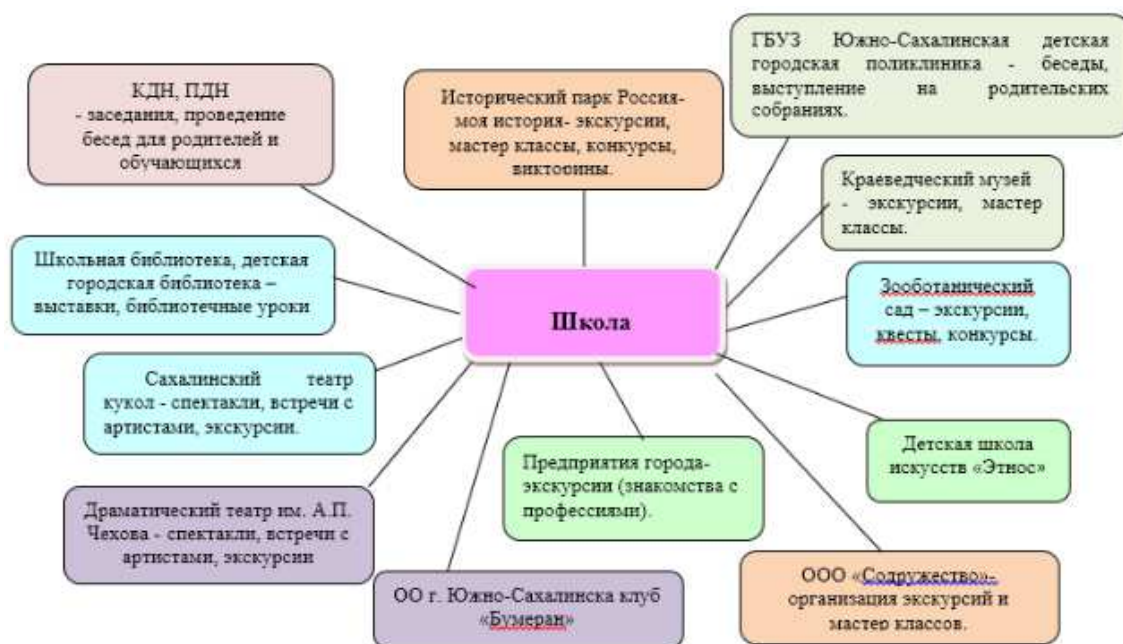 КДН, ПДН
- заседания, проведение
бесед для родителей и
обучающихся
Исторический парк Россия-
моя история- экскурсии,
мастер классы, конкурсы,
викторины.
ГБУЗ Южно-Сахалинская детская
городская поликлиника - беседы,
выступление на родительских
собраниях.
Краеведческий музей
- экскурсии, мастер
классы.
Школьная библиотека, детская
городская библиотека –
выставки, библиотечные уроки
Школа
Зооботанический
сад – экскурсии,
квесты, конкурсы.
Сахалинский театр
кукол - спектакли, встречи с
артистами, экскурсии.
Предприятия города-
экскурсии (знакомства с
профессиями).
Детская школа
искусств «Этнос»
Драматический театр им. А.П.
Чехова - спектакли, встречи с
артистами, экскурсии
ОО г. Южно-Сахалинска клуб
«Бумеран»
ООО «Содружество»-
организация экскурсий и
мастер классов.